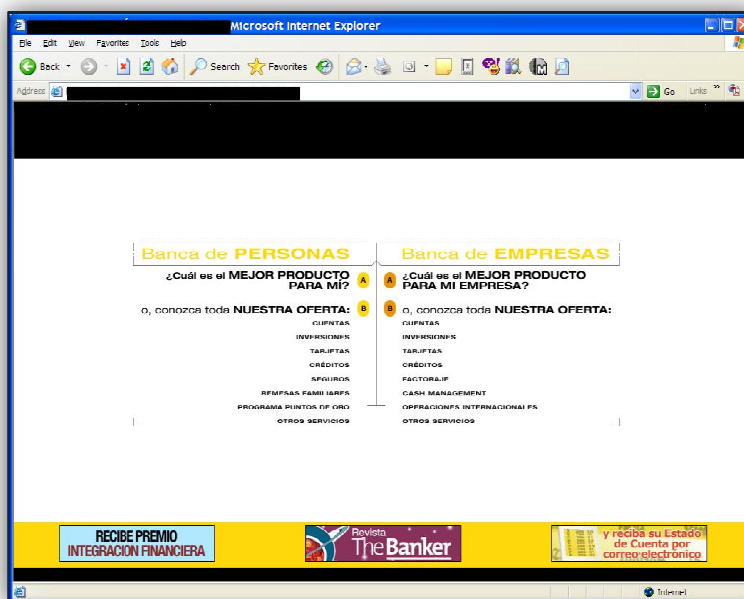 Microsoft Internet Explorer
File Edit View Favorites Tools Help
Back Search Favorites
Address Go Links »
Banca de PERSONAS
¿Cuál es el MEJOR PRODUCTO
PARA MÍ? A
o, conozca toda NUESTRA OFERTA: B
CUENTAS
INVERSIONES
TARJETAS
CRÉDITOS
SEGUROS
REMESAS FAMILIARES
PROGRAMA PUNTOS DE ORO
OTROS SERVICIOS
Banca de EMPRESAS
A ¿Cuál es el MEJOR PRODUCTO
PARA MI EMPRESA?
B o, conozca toda NUESTRA OFERTA:
CUENTAS
INVERSIONES
TARJETAS
CRÉDITOS
FACTORAJE
CASH MANAGEMENT
OPERACIONES INTERNACIONALES
OTROS SERVICIOS
RECIBE PREMIO
INTEGRACION FINANCIERA
Revista
The Banker
y reciba su Estado
de Cuenta por
correo electrónico
Internet